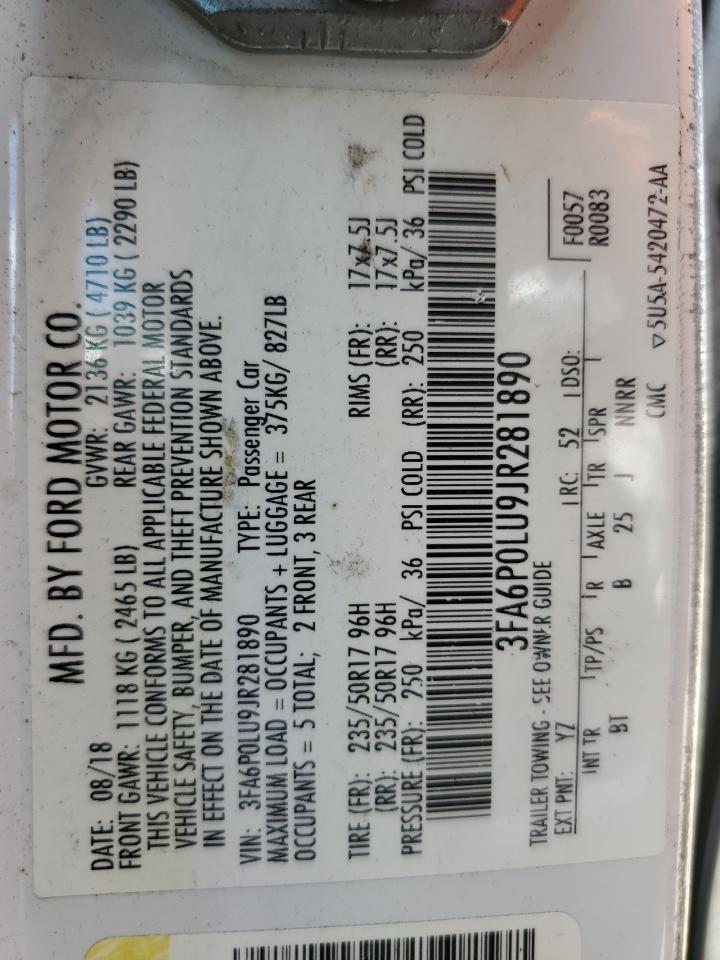 MFD. BY FORD MOTOR CO.
DATE: 08/18 GVWR: 2136 KG ( 4710 LB)
FRONT GAWR: 1118 KG ( 2465 LB) REAR GAWR: 1039 KG ( 2290 LB)
THIS VEHICLE CONFORMS TO ALL APPLICABLE FEDERAL MOTOR
VEHICLE SAFETY, BUMPER, AND THEFT PREVENTION STANDARDS
IN EFFECT ON THE DATE OF MANUFACTURE SHOWN ABOVE.
VIN: 3FA6P0LU9JR281890 TYPE: Passenger Car
MAXIMUM LOAD = OCCUPANTS + LUGGAGE = 375KG/ 827LB
OCCUPANTS = 5 TOTAL; 2 FRONT, 3 REAR
TIRE (FR): 235/50R17 96H RIMS (FR): 17x7.5J
(RR): 235/50R17 96H (RR): 17x7.5J
PRESSURE (FR): 250 kPa/ 36 PSI COLD (RR): 250 kPa/ 36 PSI COLD
3FA6P0LU9JR281890
TRAILER TOWING - SEE OWNER GUIDE F0057
EXT PNT: YZ RC: 52 DSO: R0083
INT TR TP/PS R AXLE TR SPR
BT B 25 J NNRR
CMC ▽5U5A-5420472-AA